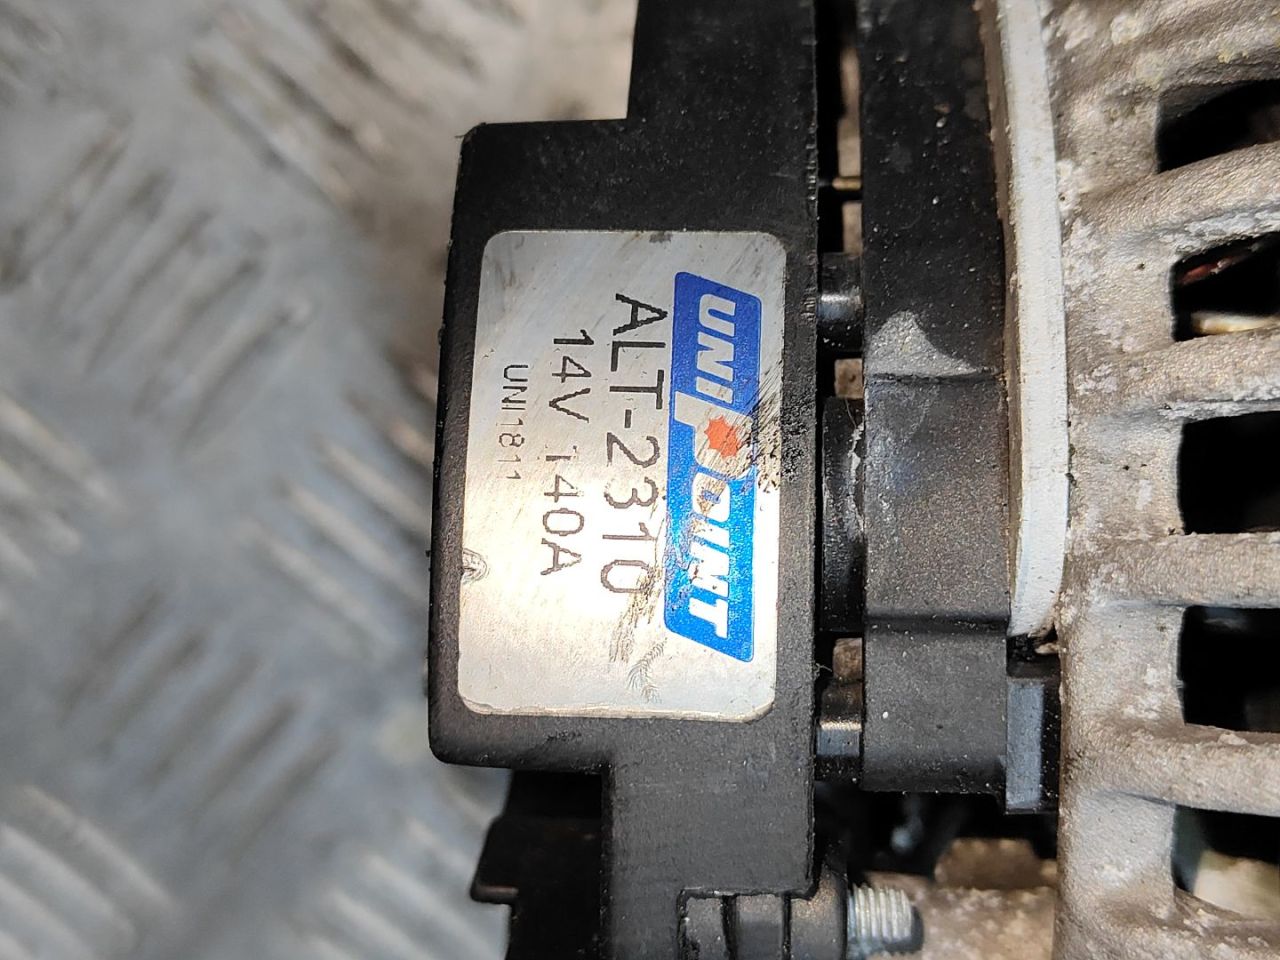 UNIPOINT
ALT-2310
14V 140A
UNI1811